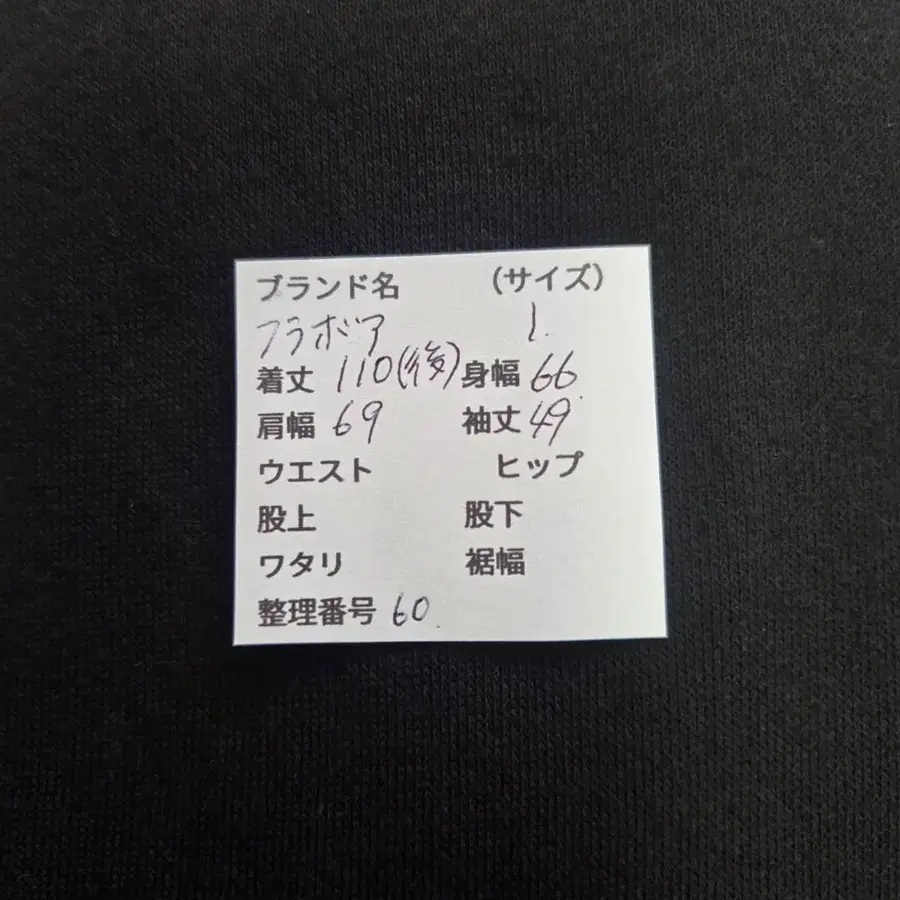 ブランド名 （サイズ）
フラボア 1.
着丈 110(後) 身幅 66
肩幅 69 袖丈 49
ウエスト ヒップ
股上 股下
ワタリ 裾幅
整理番号 60.